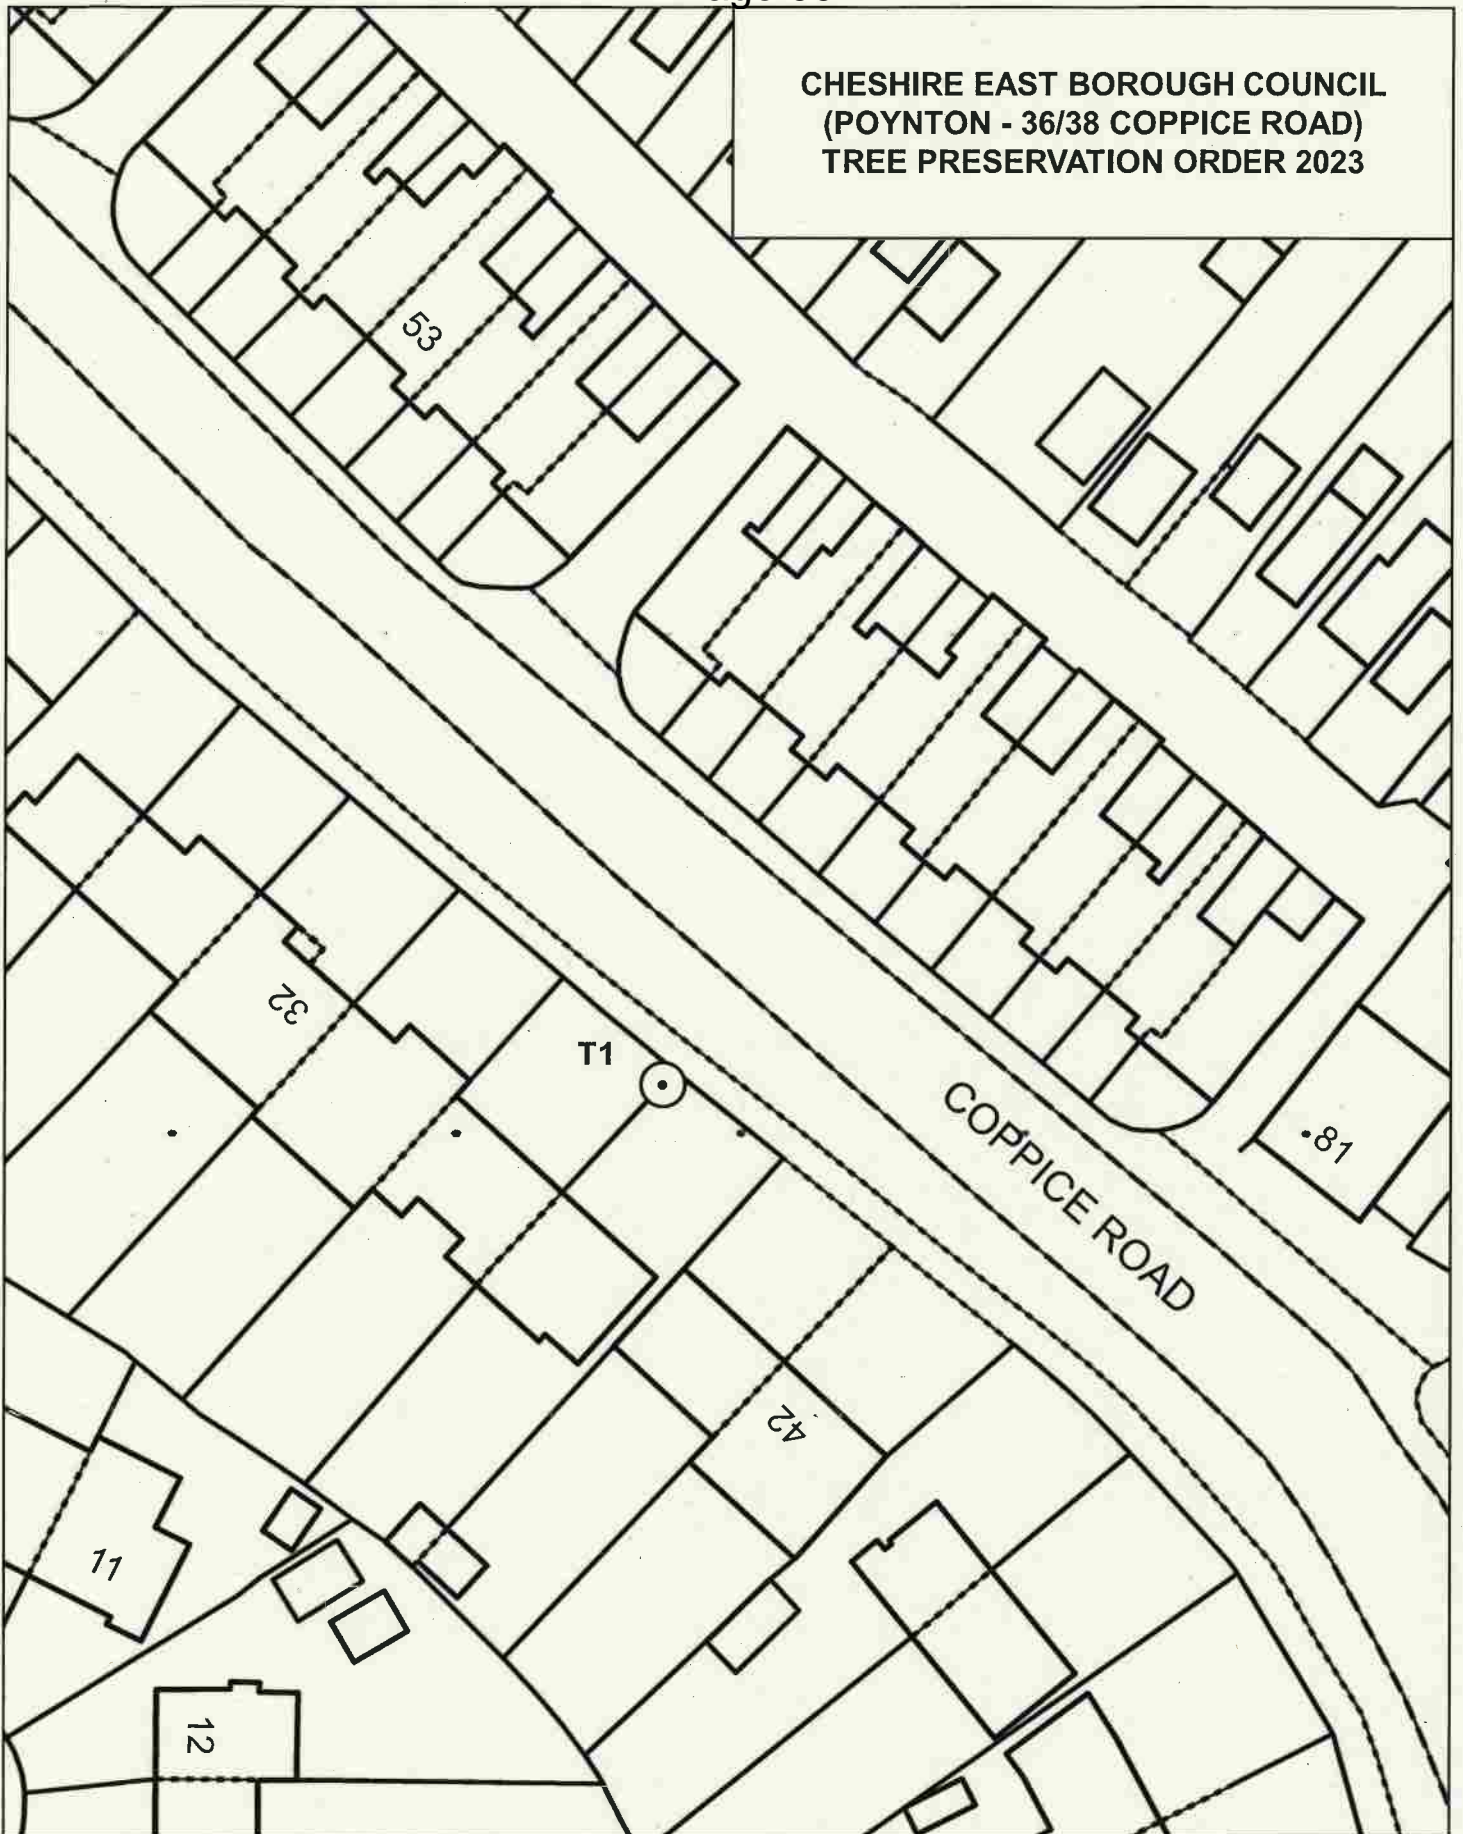 CHESHIRE EAST BOROUGH COUNCIL
(POYNTON - 36/38 COPPICE ROAD)
TREE PRESERVATION ORDER 2023
53
32
T1
COPPICE ROAD
81
42
11
12